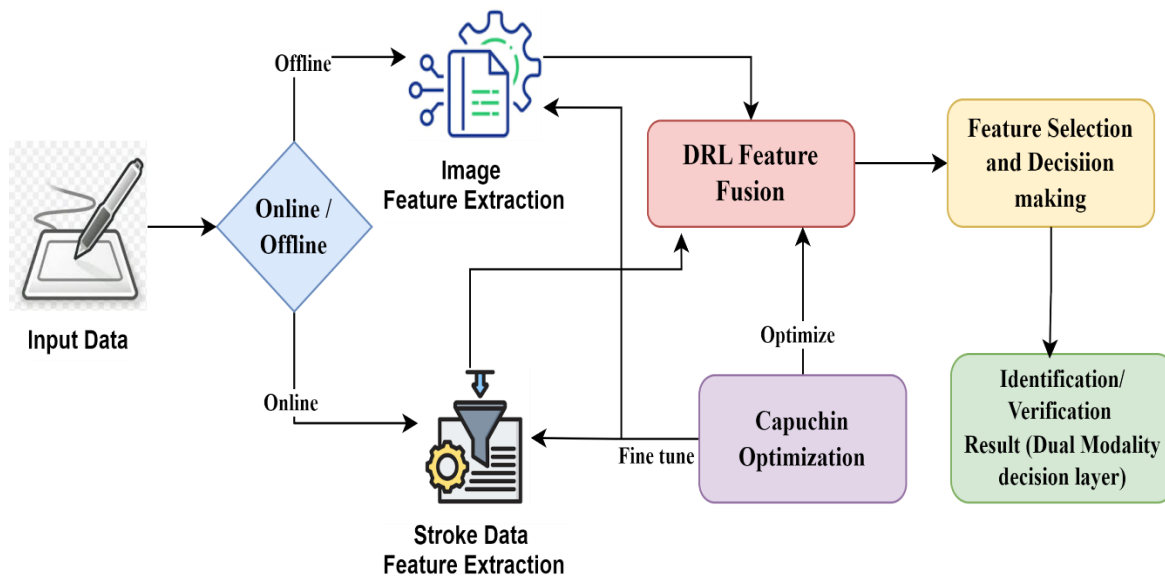 Input Data
Online /
Offline
Offline
Image
Feature Extraction
Online
Stroke Data
Feature Extraction
DRL Feature
Fusion
Optimize
Fine tune
Capuchin
Optimization
Feature Selection
and Decisiion
making
Identification/
Verification
Result (Dual Modality
decision layer)